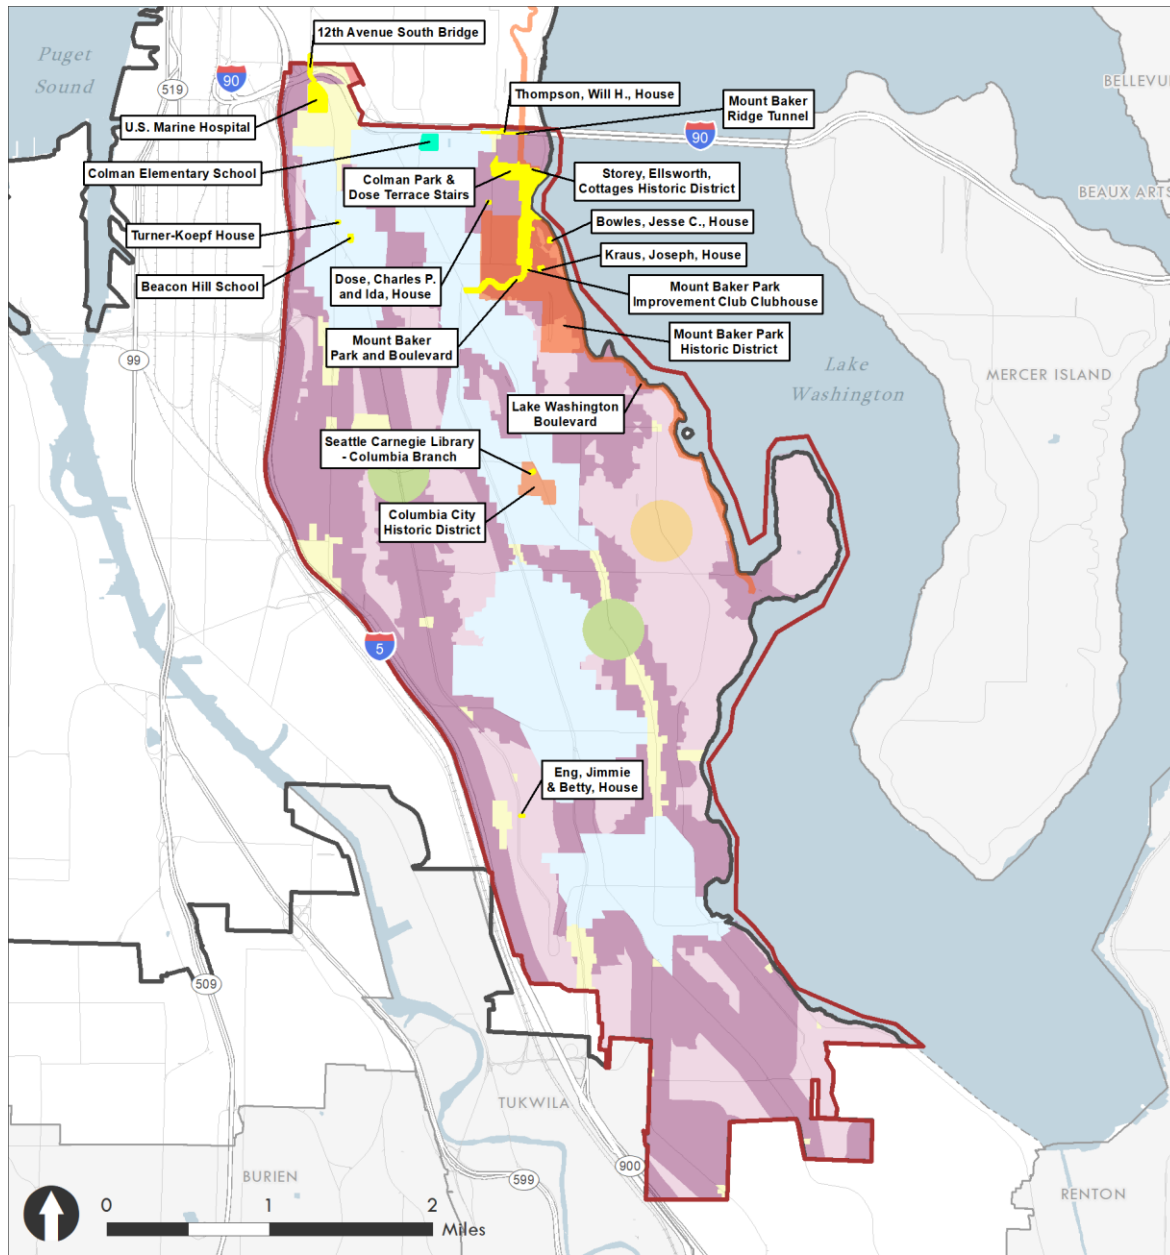 12th Avenue South Bridge
Puget
Sound
90
519
BELLEVU
Thompson, Will H., House
Mount Baker
Ridge Tunnel
U.S. Marine Hospital
90
Colman Elementary School
Colman Park &
Dose Terrace Stairs
Storey, Ellsworth,
Cottages Historic District
BEAUX ARTS
Turner-Koepf House
Bowles, Jesse C., House
Kraus, Joseph, House
Beacon Hill School
Dose, Charles P.
and Ida, House
Mount Baker Park
Improvement Club Clubhouse
Mount Baker
Park and Boulevard
Mount Baker Park
Historic District
99
Lake
Washington
MERCER ISLAND
Lake Washington
Boulevard
Seattle Carnegie Library
- Columbia Branch
Columbia City
Historic District
5
Eng, Jimmie
& Betty, House
509
TUKWILA
BURIEN
599
900
RENTON
0
1
2
Miles